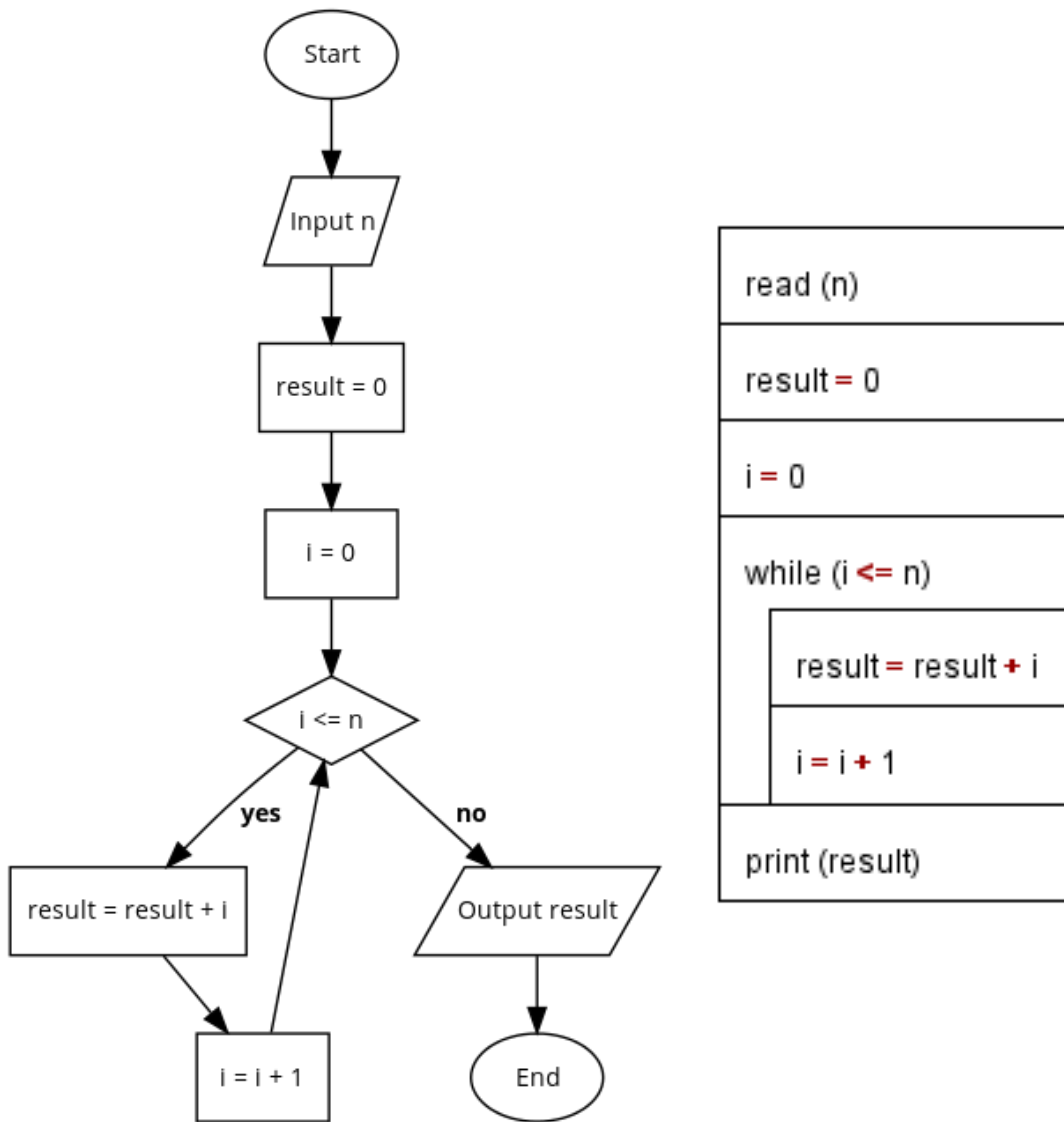 Start
Input n
result = 0
i = 0
i <= n
yes
no
result = result + i
Output result
i = i + 1
End
read (n)
result = 0
i = 0
while (i <= n)
result = result + i
i = i + 1
print (result)